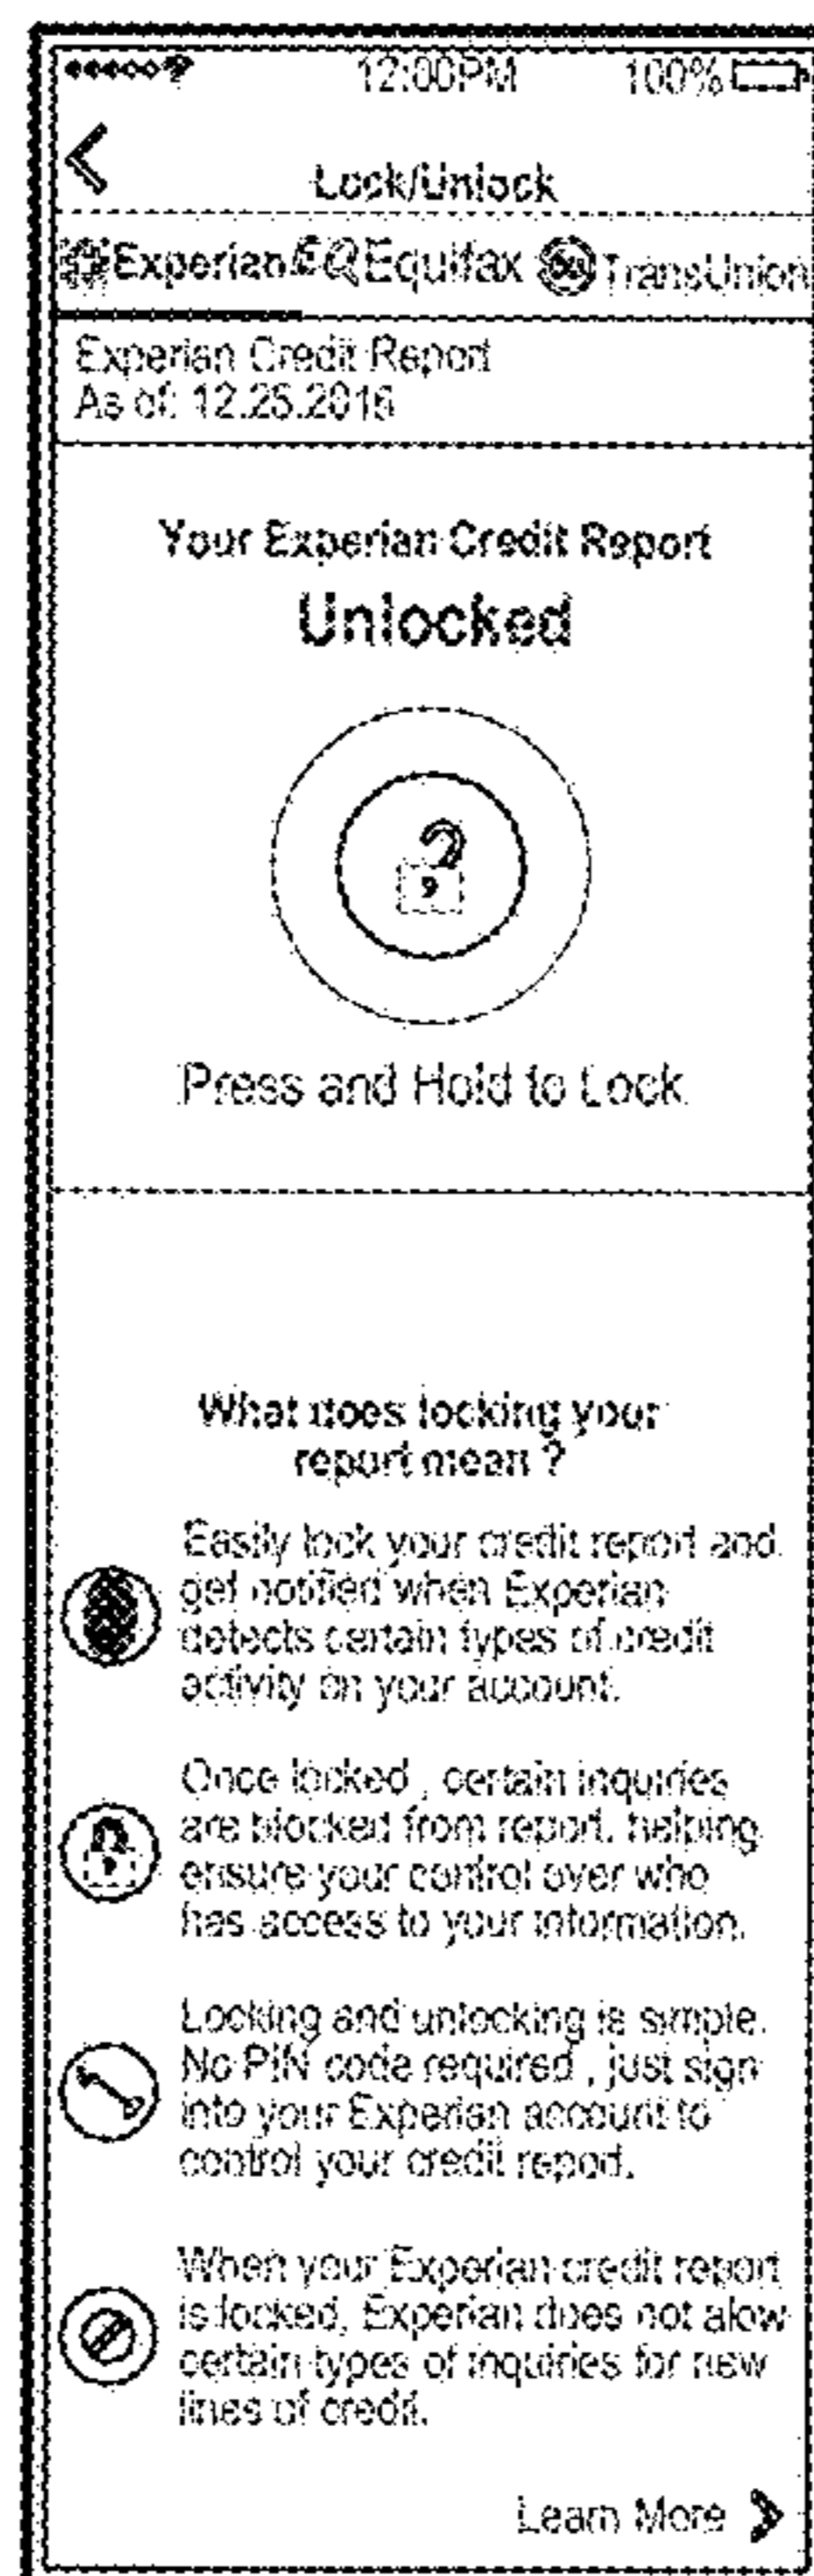 12:00PM 100%
Lock/Unlock
Experian EQ Equifax TransUnion
Experian Credit Report
As of: 12.25.2016
Your Experian Credit Report
Unlocked
Press and Hold to Lock
What does locking your
report mean ?
Easily lock your credit report and
get notified when Experian
detects certain types of credit
activity on your account.
Once locked , certain inquiries
are blocked from report. helping
ensure your control over who
has access to your information.
Locking and unlocking is simple.
No PIN code required , just sign
into your Experian account to
control your credit report.
When your Experian credit report
is locked, Experian does not alow
certain types of inquiries for new
lines of credit.
Learn More